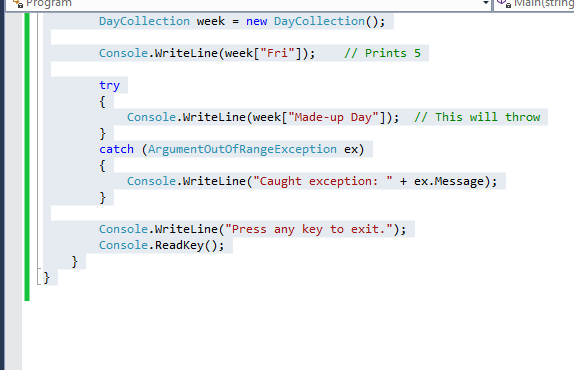 Program Main(string
DayCollection week = new DayCollection();
Console.WriteLine(week["Fri"]);    // Prints 5
try
{
Console.WriteLine(week["Made-up Day"]);  // This will throw
}
catch (ArgumentOutOfRangeException ex)
{
Console.WriteLine("Caught exception: " + ex.Message);
}
Console.WriteLine("Press any key to exit.");
Console.ReadKey();
}
}